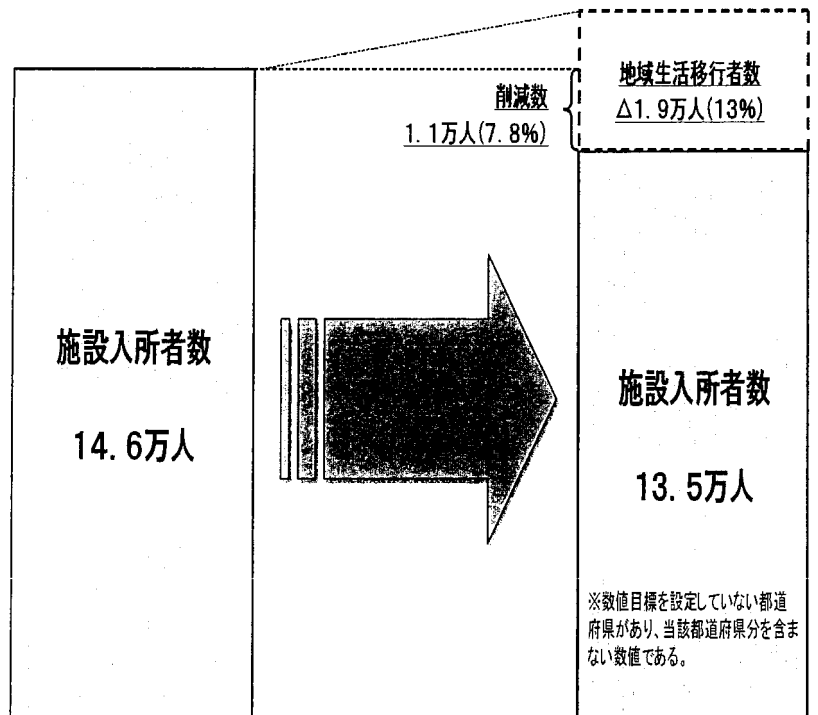 施設入所者数
14.6万人
削減数
1.1万人(7.8%)
地域生活移行者数
△1.9万人(13%)
施設入所者数
13.5万人
※数値目標を設定していない都道
府県があり、当該都道府県分を含ま
ない数値である。